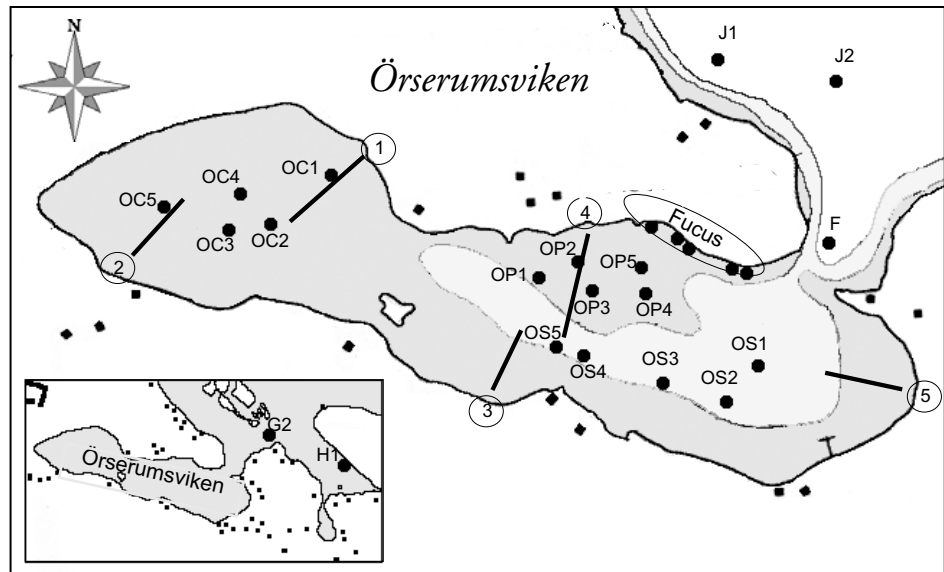 N
Örserumsviken
J1
J2
1
OC1
OC4
OC5
OC2
OC3
2
4
Fucus
F
OP2
OP5
OP1
OP3
OP4
OS5
OS4
OS3
OS1
OS2
3
5
G2
H1
Örserumsviken